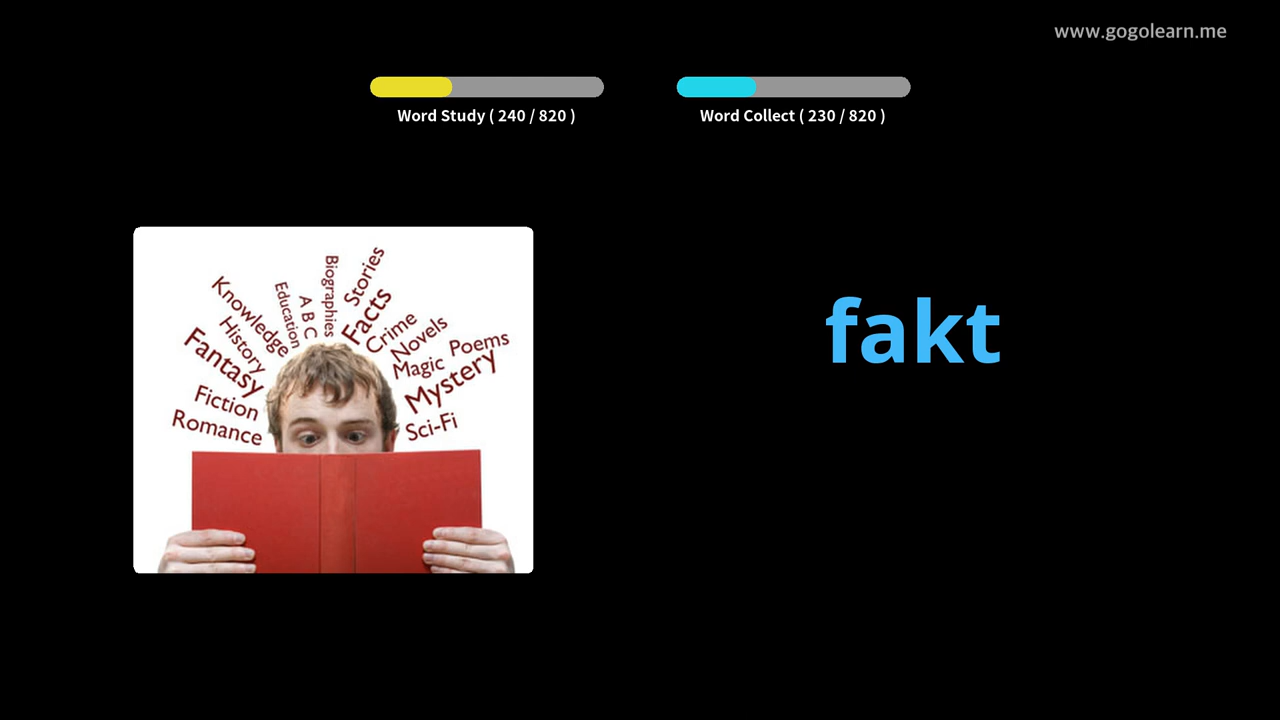 www.gogolearn.me
Word Study ( 240 / 820 )
Word Collect ( 230 / 820 )
Stories
Biographies
Facts
A B C
Education
Knowledge
Crime
Novels
History
Poems
Magic
Fantasy
Mystery
Fiction
Sci-Fi
Romance
fakt